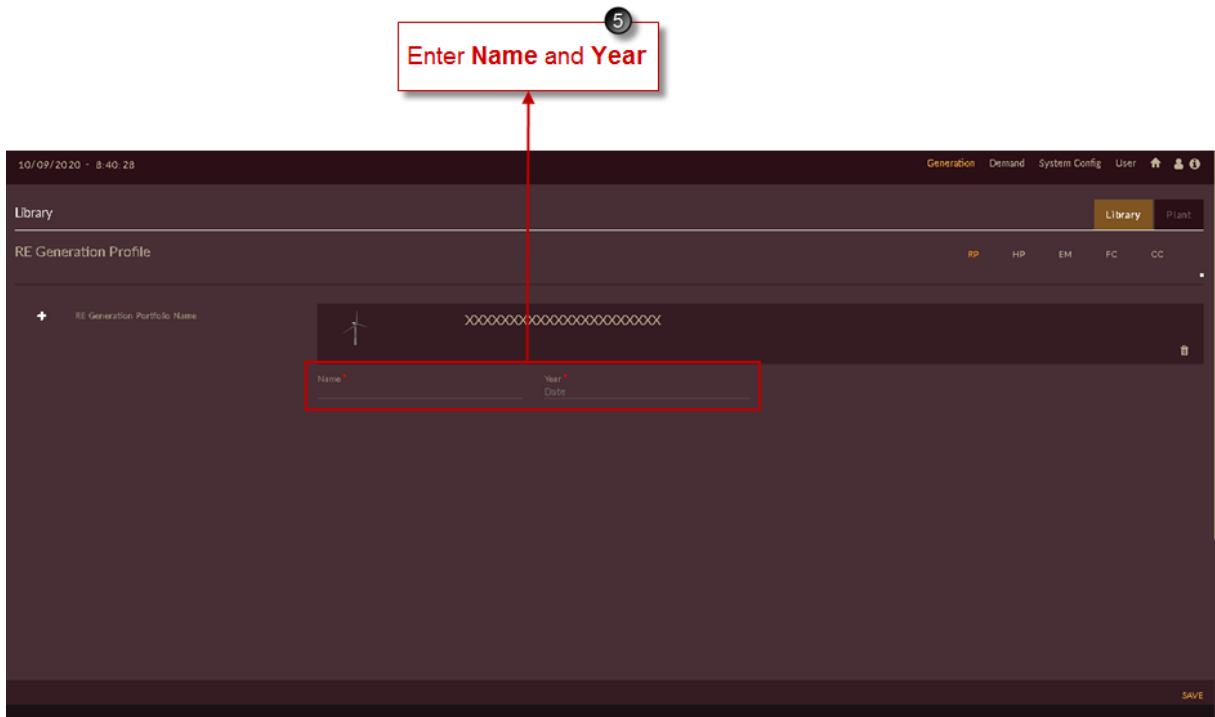 5
Enter Name and Year
10/09/2020 - 8:40:28
Generation Demand System Config User
Library
Library Plant
RE Generation Profile
RP HP EM FC CC
RE Generation Portfolio Name
XXXXXXXXXXXXXXXXXXXXXXXX
Name * Year *
Date
SAVE